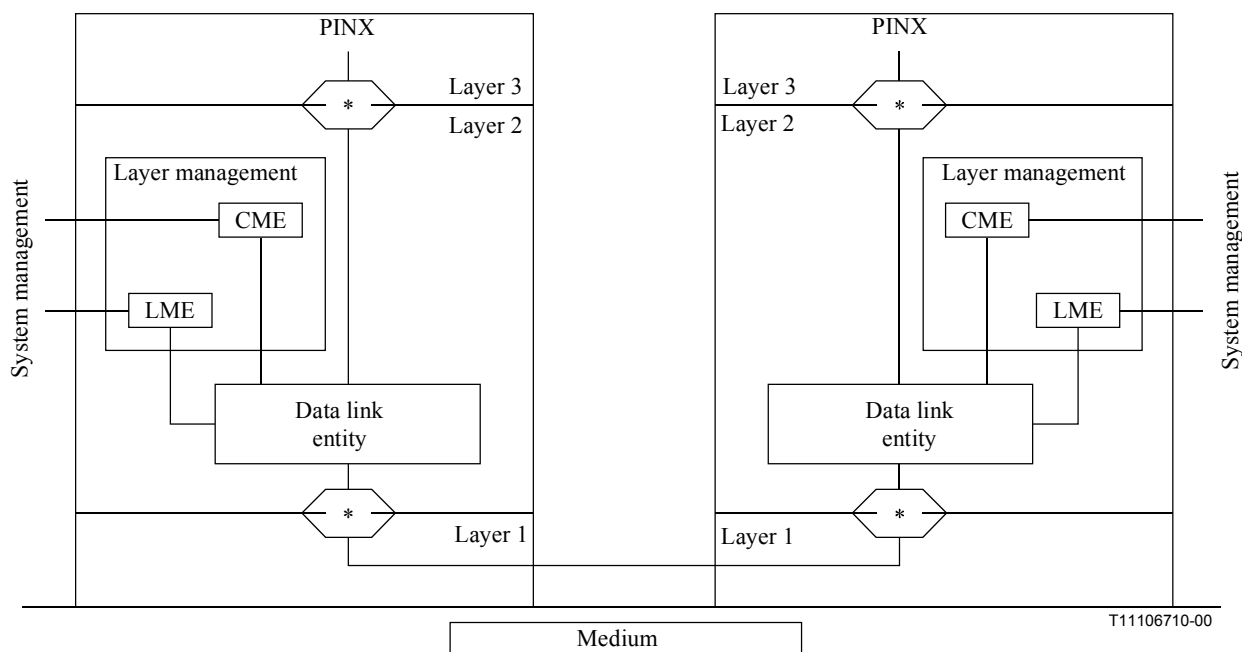 PINX
PINX
Layer 3
Layer 3
*
*
Layer 2
Layer 2
Layer management
Layer management
CME
CME
System management
System management
LME
LME
Data link
entity
Data link
entity
*
*
Layer 1
Layer 1
T11106710-00
Medium